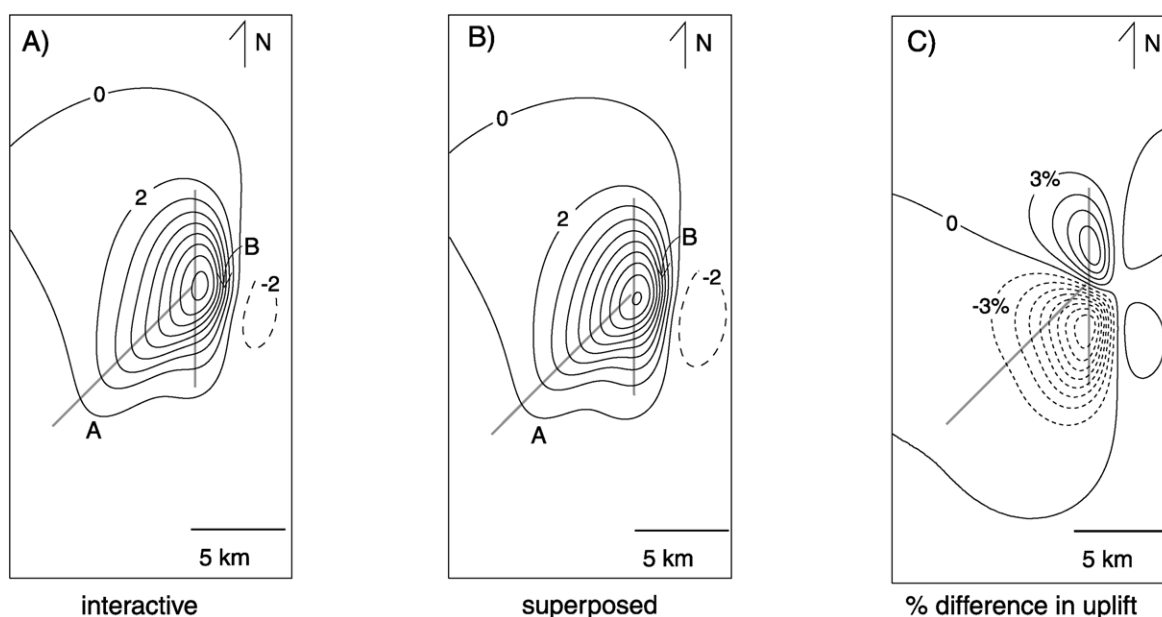 A)
N
0
2
B
-2
A
5 km
interactive
B)
N
0
2
B
-2
A
5 km
superposed
C)
N
3%
0
-3%
5 km
% difference in uplift